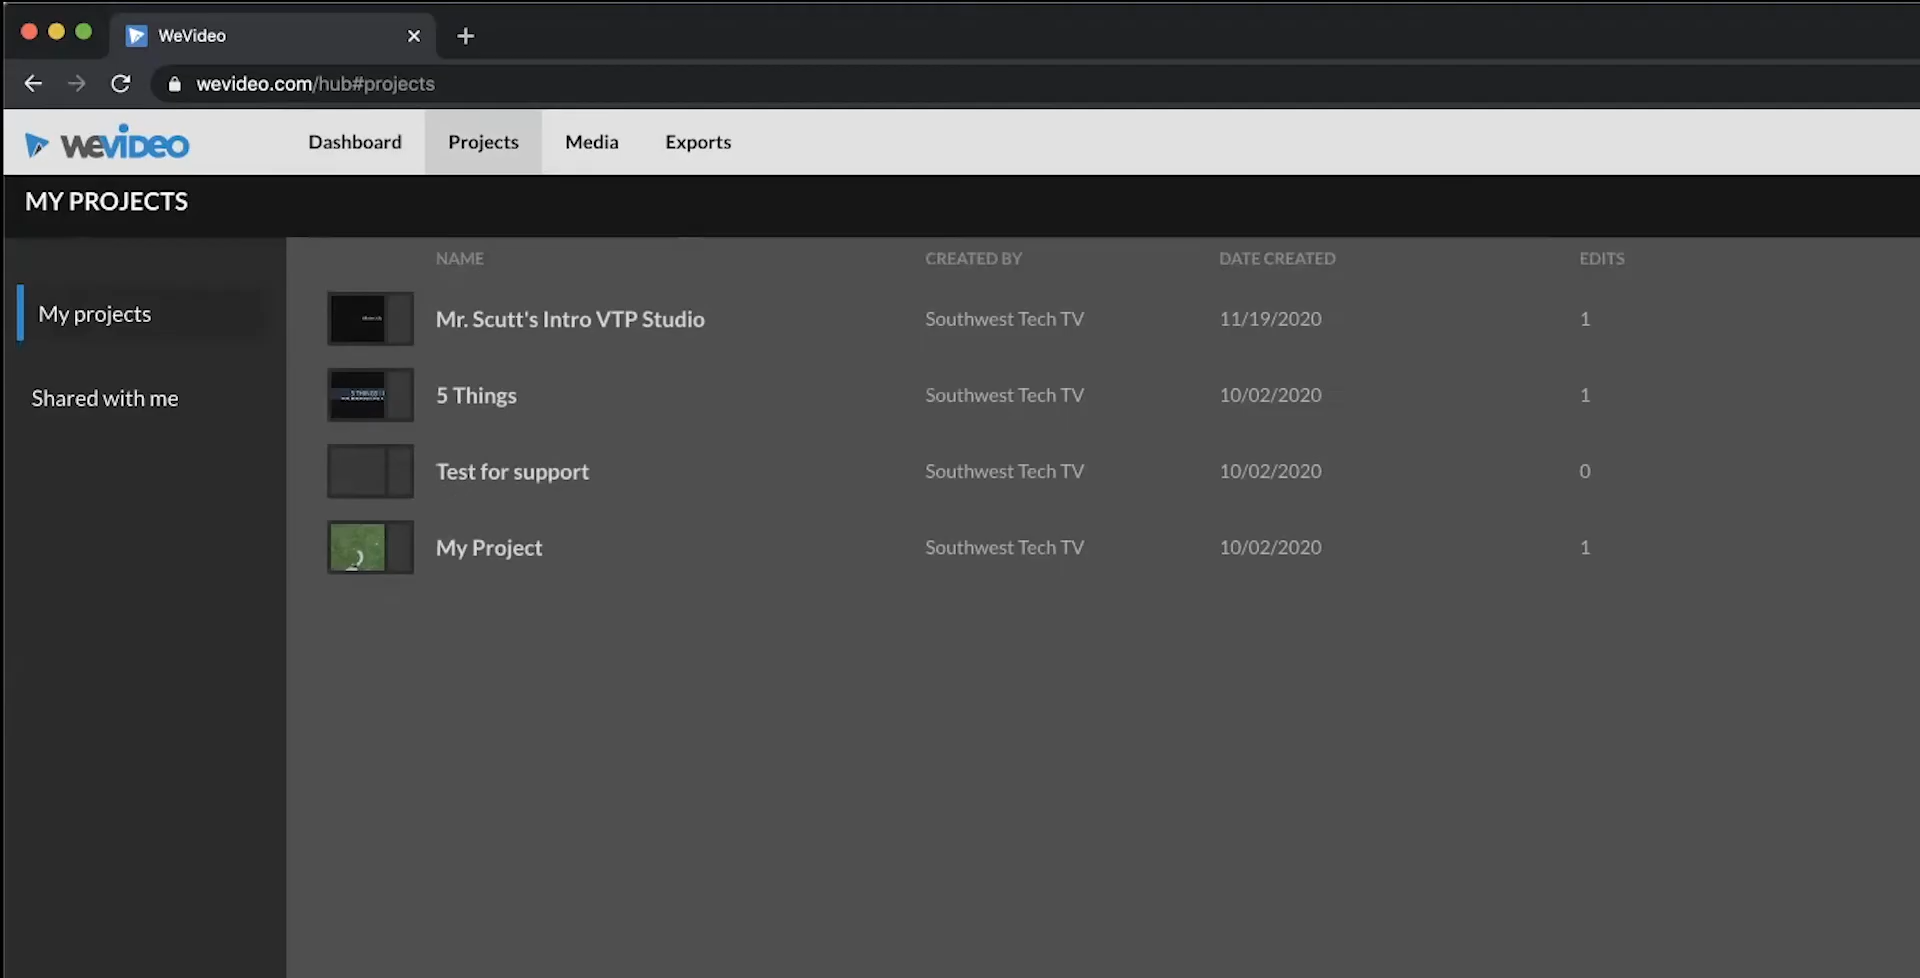 WeVideo
wevideo.com/hub#projects
WEVIDEO Dashboard Projects Media Exports
MY PROJECTS
NAME CREATED BY DATE CREATED EDITS
My projects
Shared with me
Mr. Scutt's Intro VTP Studio Southwest Tech TV 11/19/2020 1
5 Things Southwest Tech TV 10/02/2020 1
Test for support Southwest Tech TV 10/02/2020 0
My Project Southwest Tech TV 10/02/2020 1